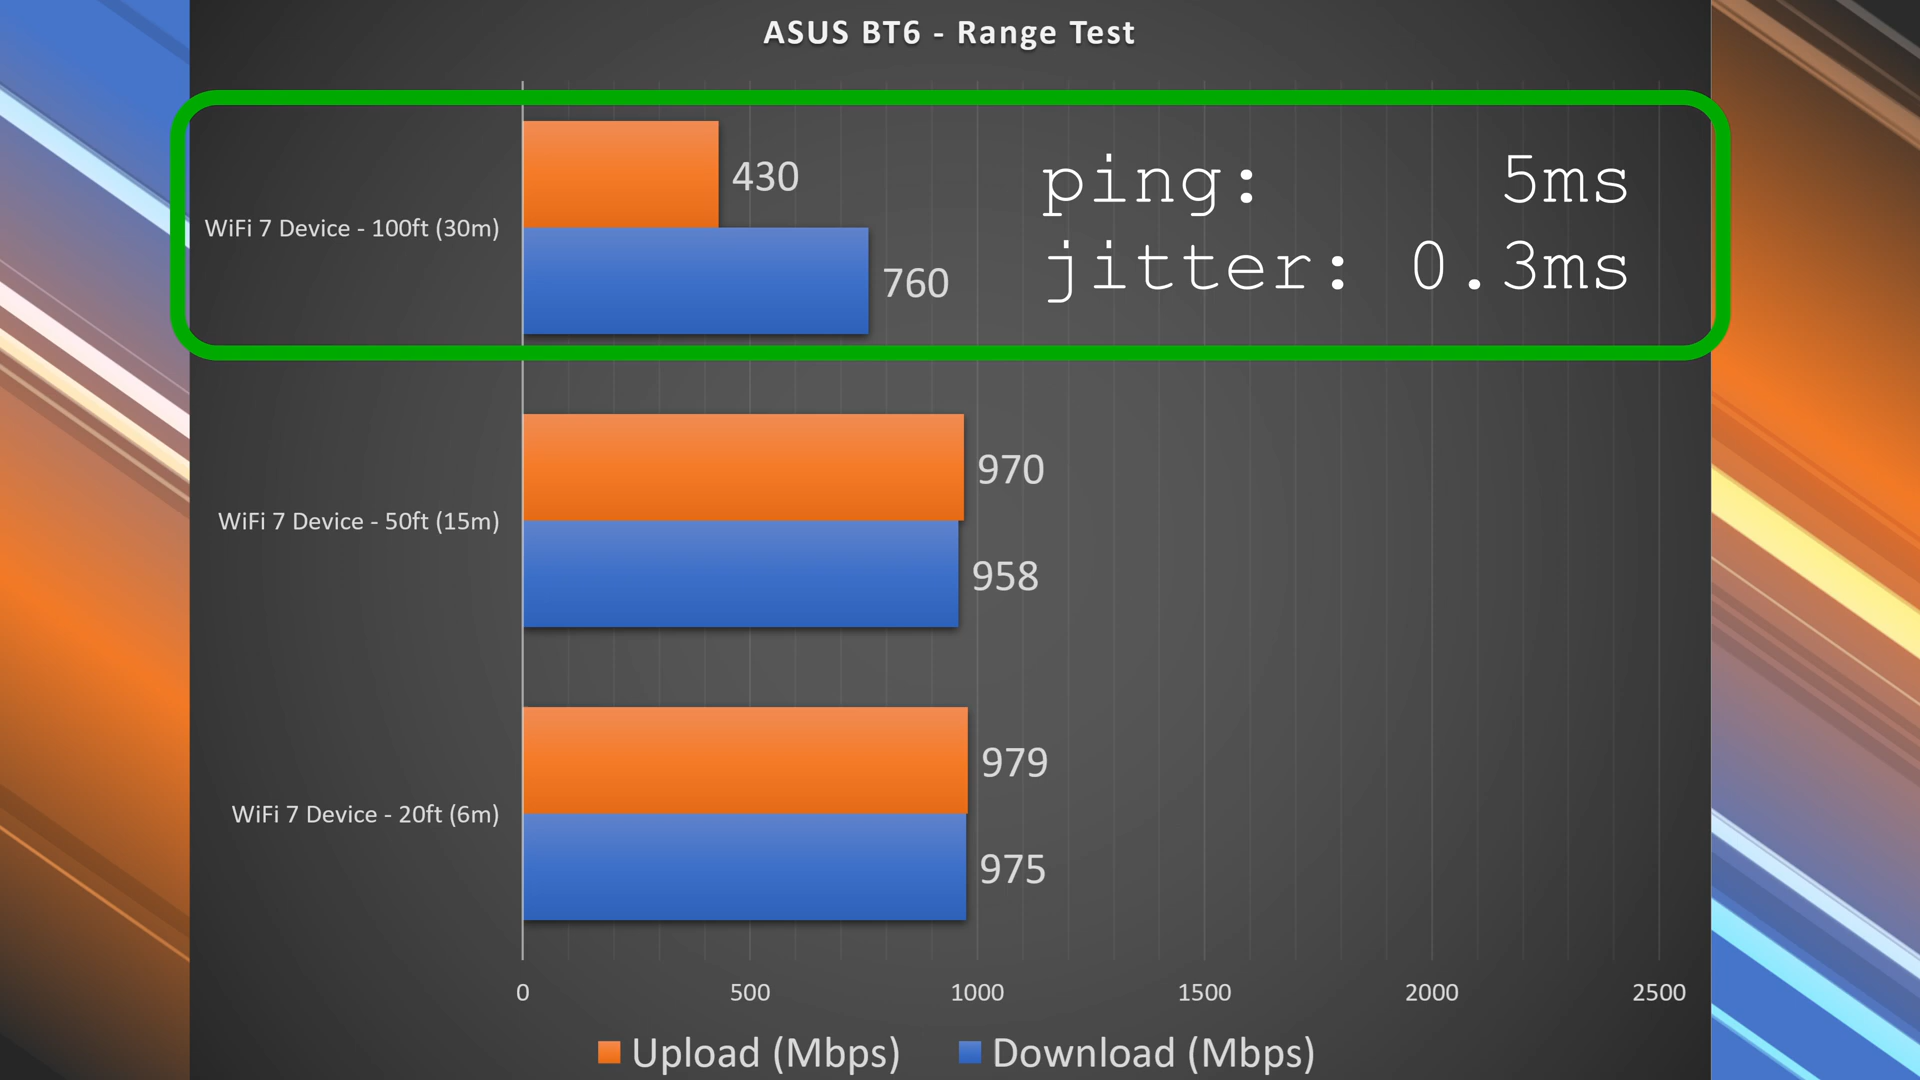 ASUS BT6 - Range Test
WiFi 7 Device - 100ft (30m)
430
760
ping: 5ms
jitter: 0.3ms
WiFi 7 Device - 50ft (15m)
970
958
WiFi 7 Device - 20ft (6m)
979
975
0 500 1000 1500 2000 2500
Upload (Mbps) Download (Mbps)